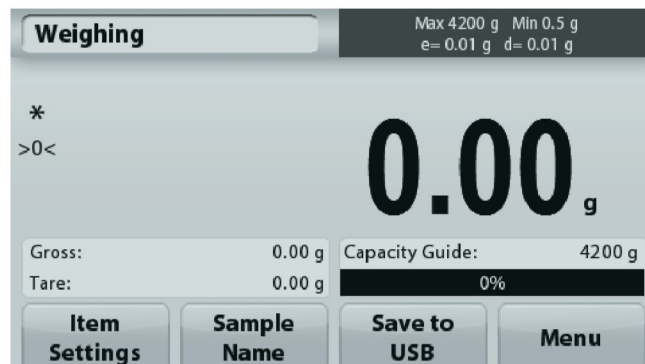 Weighing
Max 4200 g Min 0.5 g
e= 0.01 g d= 0.01 g
*
>0<
0.00 g
Gross: 0.00 g
Tare: 0.00 g
Capacity Guide: 4200 g
0%
Item
Settings
Sample
Name
Save to
USB
Menu